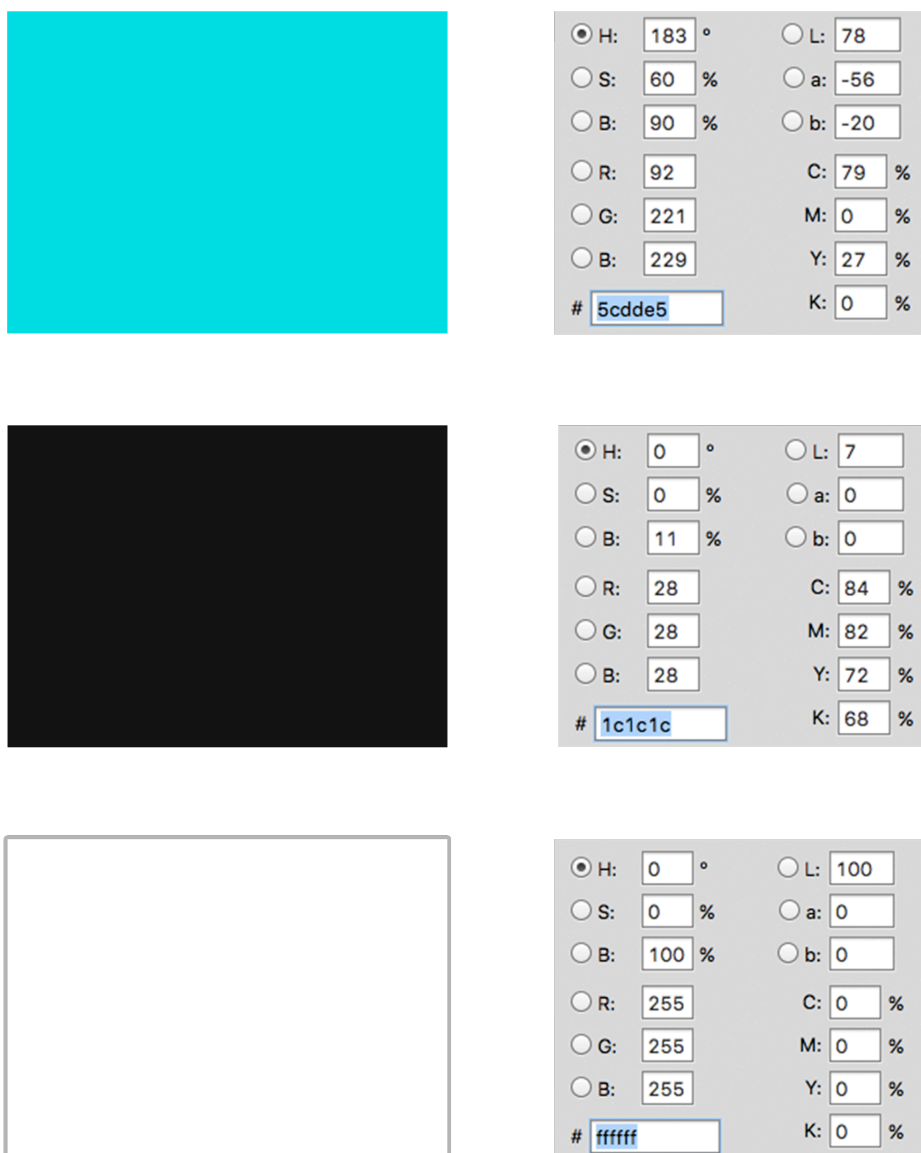 H: 183 ° L: 78
S: 60 % a: -56
B: 90 % b: -20
R: 92 C: 79 %
G: 221 M: 0 %
B: 229 Y: 27 %
# 5cdde5 K: 0 %
H: 0 ° L: 7
S: 0 % a: 0
B: 11 % b: 0
R: 28 C: 84 %
G: 28 M: 82 %
B: 28 Y: 72 %
# 1c1c1c K: 68 %
H: 0 ° L: 100
S: 0 % a: 0
B: 100 % b: 0
R: 255 C: 0 %
G: 255 M: 0 %
B: 255 Y: 0 %
# ffffff K: 0 %